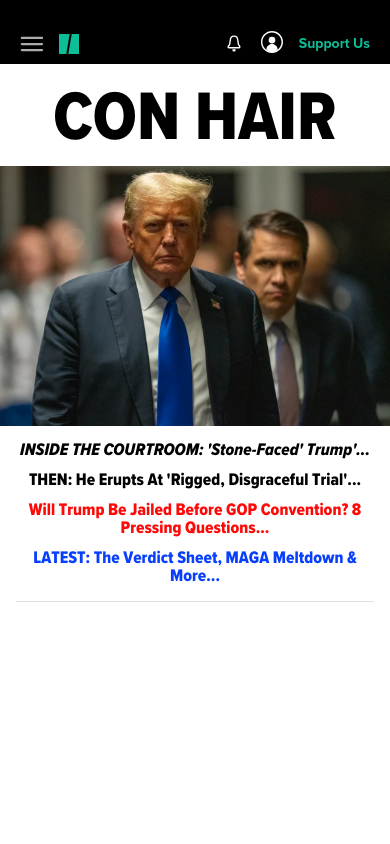 Support Us
CON HAIR
INSIDE THE COURTROOM: 'Stone-Faced' Trump'...
THEN: He Erupts At 'Rigged, Disgraceful Trial'...
Will Trump Be Jailed Before GOP Convention? 8
Pressing Questions...
LATEST: The Verdict Sheet, MAGA Meltdown &
More...